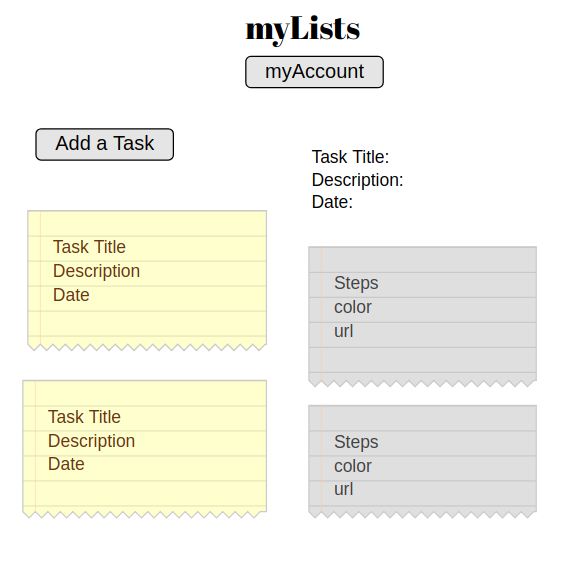 myLists
myAccount
Add a Task
Task Title
Description
Date
Task Title
Description
Date
Task Title:
Description:
Date:
Steps
color
url
Steps
color
url